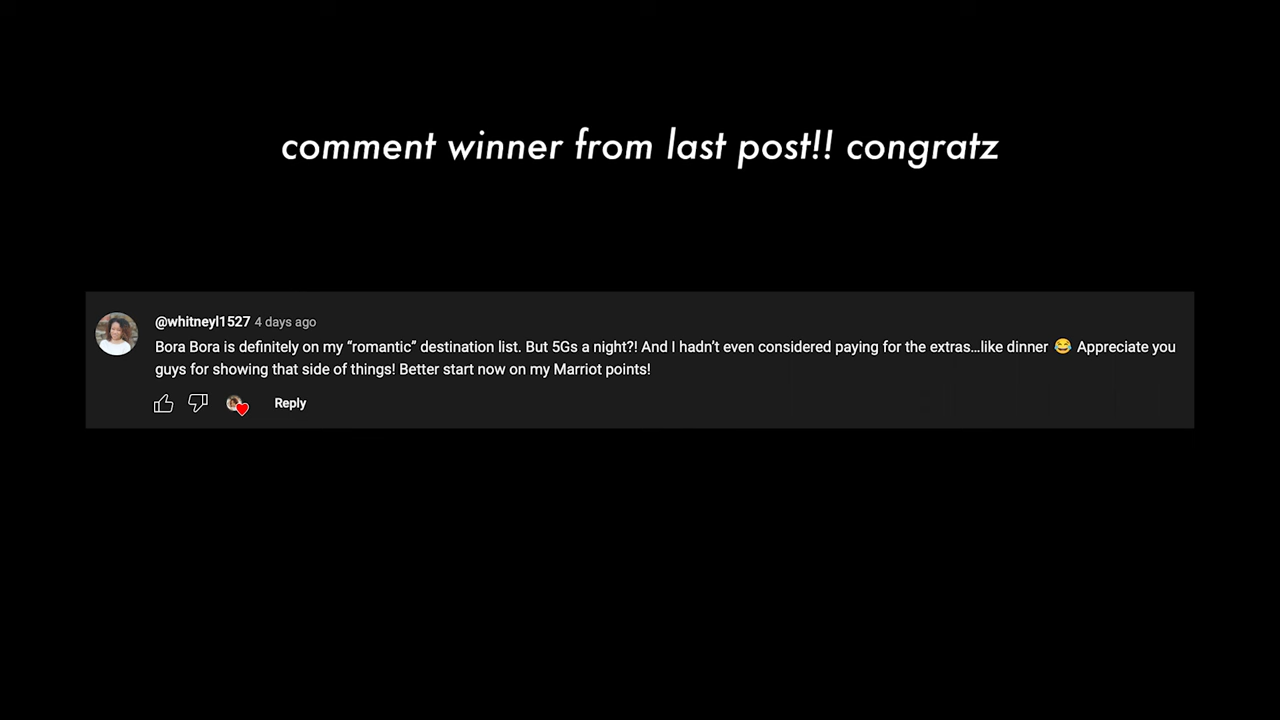 comment winner from last post!! congratz
@whitneyl1527 4 days ago
Bora Bora is definitely on my “romantic” destination list. But 5Gs a night?! And I hadn’t even considered paying for the extras…like dinner 😂 Appreciate you
guys for showing that side of things! Better start now on my Marriot points!
Reply